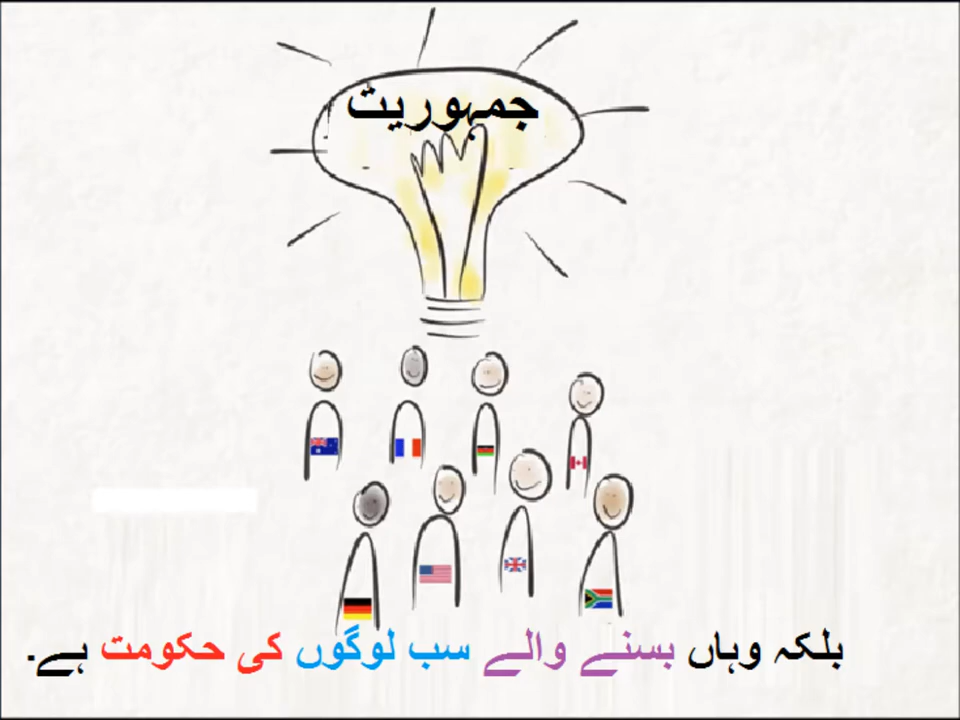 جمہوریت
بلکہ وہاں بسنے والے سب لوگوں کی حکومت ہے۔